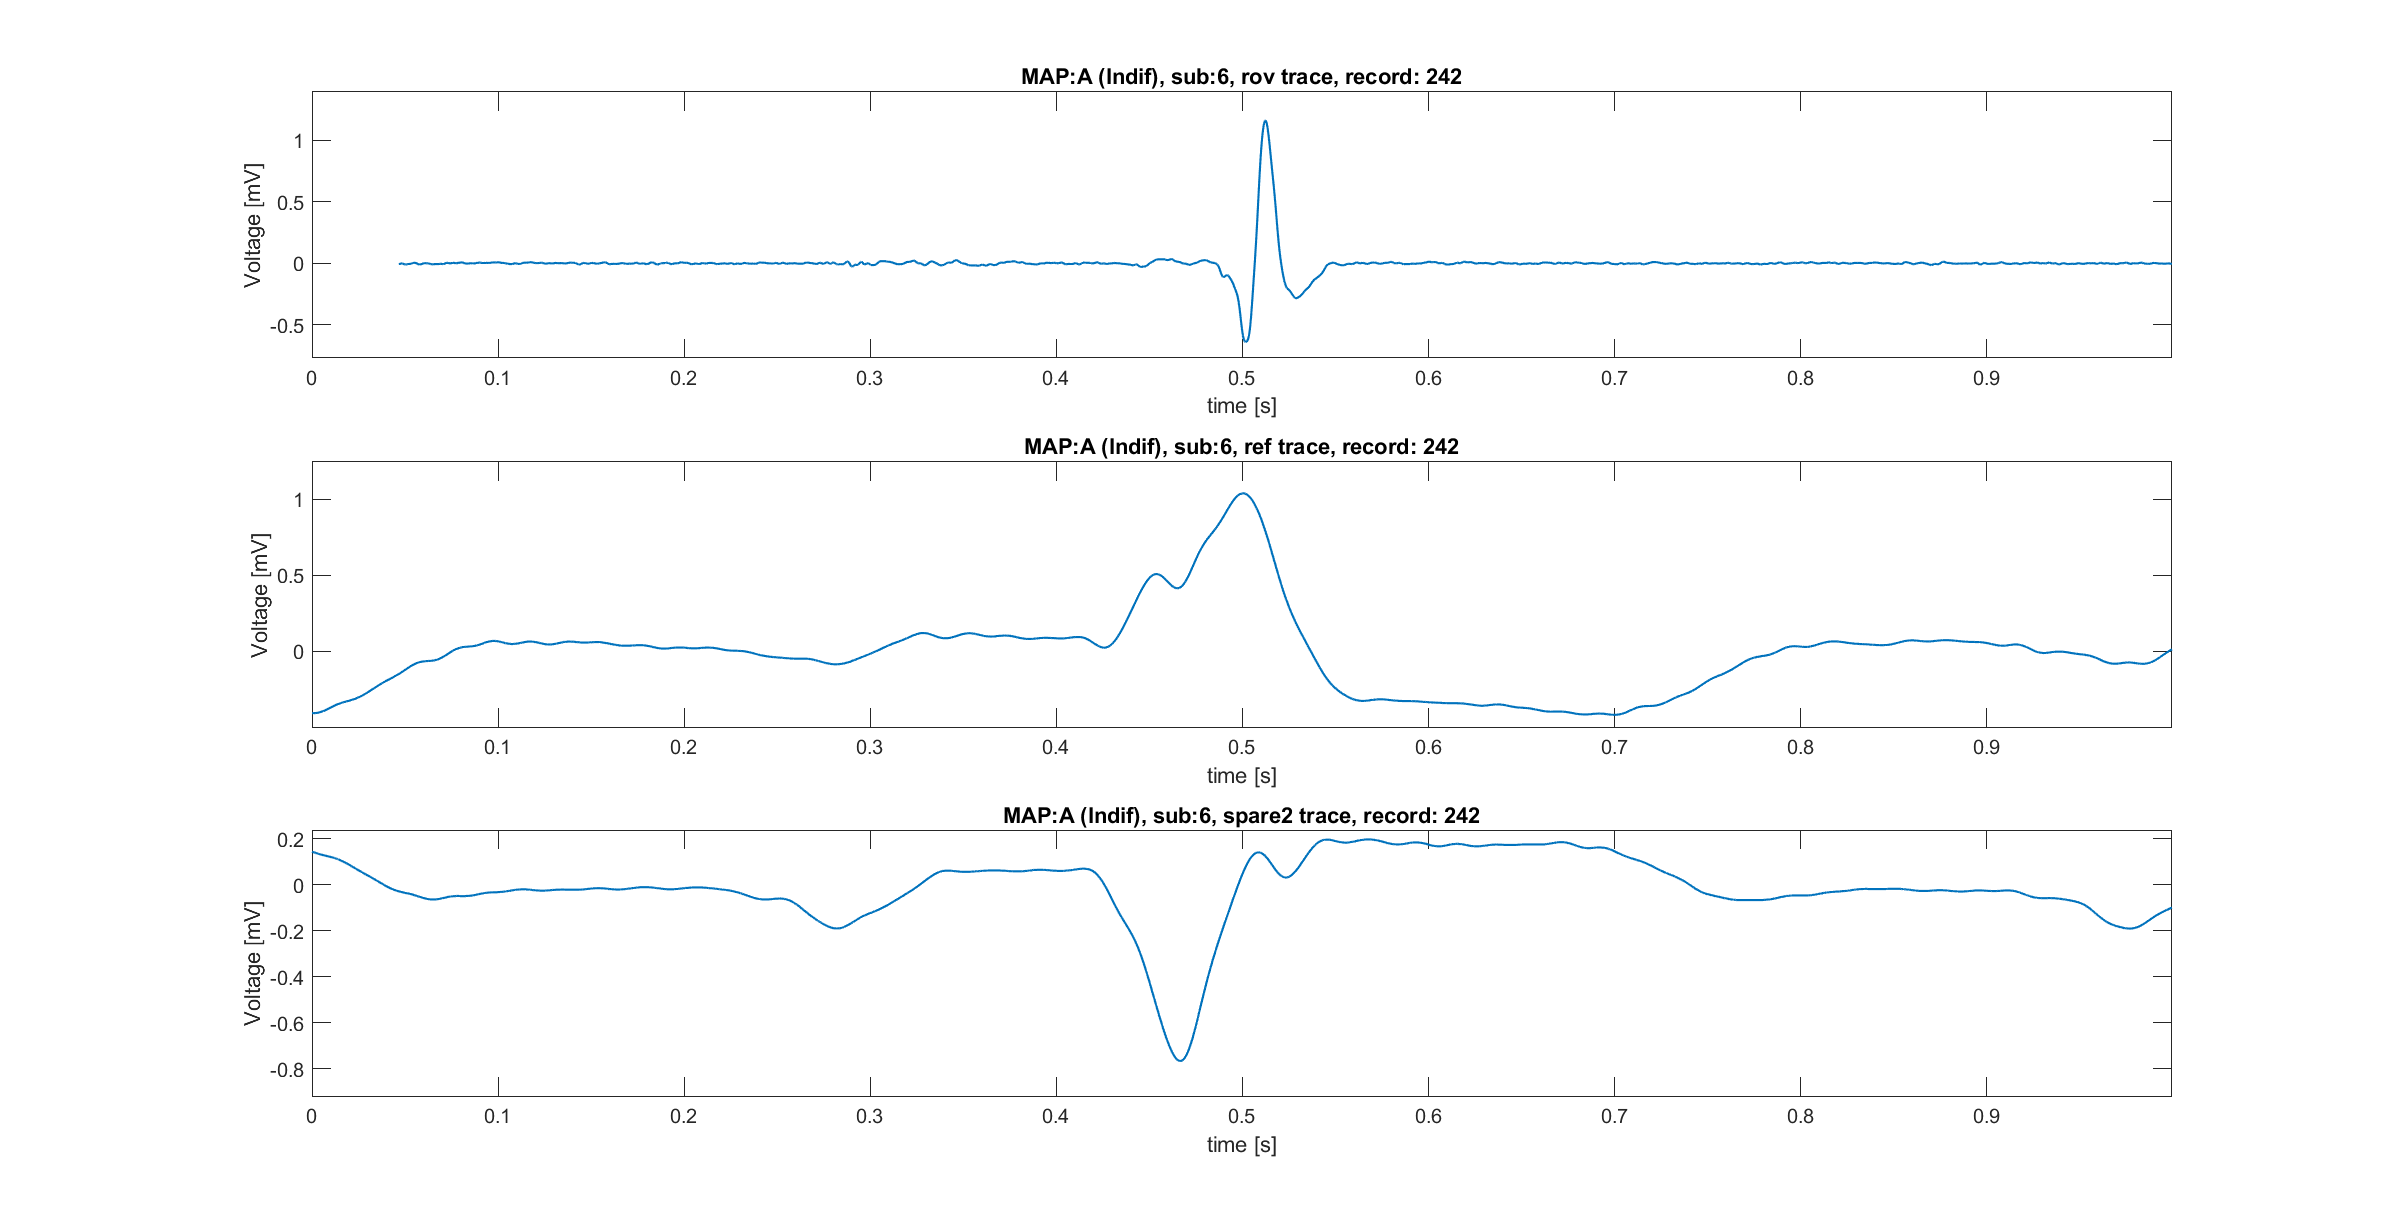 MAP:A (Indif), sub:6, rov trace, record: 242
Voltage [mV]
1
0.5
0
-0.5
0 0.1 0.2 0.3 0.4 0.5 0.6 0.7 0.8 0.9
time [s]
MAP:A (Indif), sub:6, ref trace, record: 242
Voltage [mV]
1
0.5
0
0 0.1 0.2 0.3 0.4 0.5 0.6 0.7 0.8 0.9
time [s]
MAP:A (Indif), sub:6, spare2 trace, record: 242
Voltage [mV]
0.2
0
-0.2
-0.4
-0.6
-0.8
0 0.1 0.2 0.3 0.4 0.5 0.6 0.7 0.8 0.9
time [s]